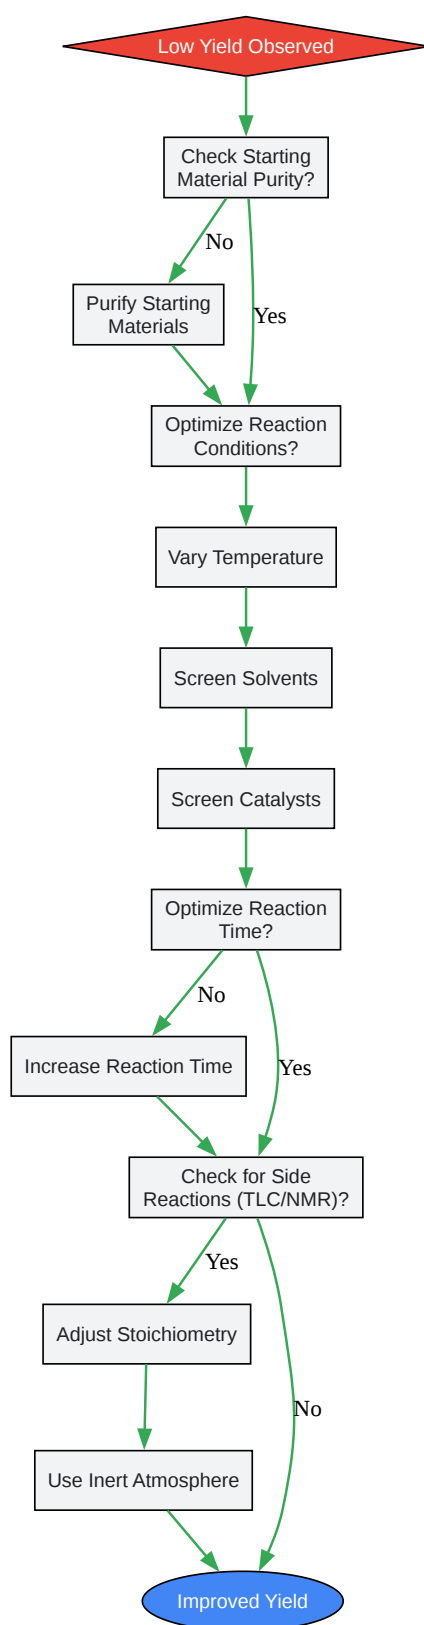 Low Yield Observed
Check Starting
Material Purity?
No
Yes
Purify Starting
Materials
Optimize Reaction
Conditions?
Vary Temperature
Screen Solvents
Screen Catalysts
Optimize Reaction
Time?
No
Yes
Increase Reaction Time
Check for Side
Reactions (TLC/NMR)?
Yes
Adjust Stoichiometry
No
Use Inert Atmosphere
Improved Yield